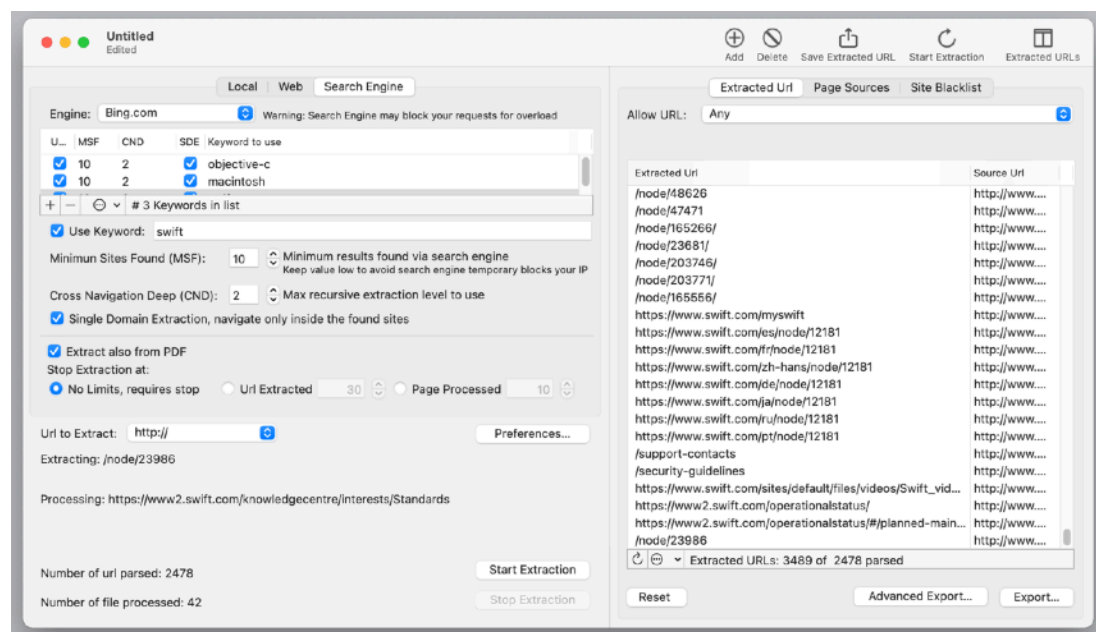 Untitled
Edited
Add Delete Save Extracted URL Start Extraction Extracted URLs
Local Web Search Engine
Engine: Bing.com Warning: Search Engine may block your requests for overload
U... MSF CND SDE Keyword to use
10 2 objective-c
10 2 macintosh
# 3 Keywords in list
Use Keyword: swift
Minimun Sites Found (MSF): 10 Minimum results found via search engine
Keep value low to avoid search engine temporary blocks your IP
Cross Navigation Deep (CND): 2 Max recursive extraction level to use
Single Domain Extraction, navigate only inside the found sites
Extract also from PDF
Stop Extraction at:
No Limits, requires stop Url Extracted 30 Page Processed 10
Url to Extract: http:// Preferences...
Extracting: /node/23986
Processing: https://www2.swift.com/knowledgecentre/interests/Standards
Number of url parsed: 2478 Start Extraction
Number of file processed: 42 Stop Extraction
Extracted Url Page Sources Site Blacklist
Allow URL: Any
Extracted Url Source Url
/node/48626 http://www....
/node/47471 http://www....
/node/165266/ http://www....
/node/23681/ http://www....
/node/203746/ http://www....
/node/203771/ http://www....
/node/165556/ http://www....
https://www.swift.com/myswift http://www....
https://www.swift.com/es/node/12181 http://www....
https://www.swift.com/fr/node/12181 http://www....
https://www.swift.com/zh-hans/node/12181 http://www....
https://www.swift.com/de/node/12181 http://www....
https://www.swift.com/ja/node/12181 http://www....
https://www.swift.com/ru/node/12181 http://www....
https://www.swift.com/pt/node/12181 http://www....
/support-contacts http://www....
/security-guidelines http://www....
https://www.swift.com/sites/default/files/videos/Swift_vid... http://www....
https://www2.swift.com/operationalstatus/ http://www....
https://www2.swift.com/operationalstatus/#/planned-main... http://www....
/node/23986 http://www....
Extracted URLs: 3489 of 2478 parsed
Reset Advanced Export... Export...